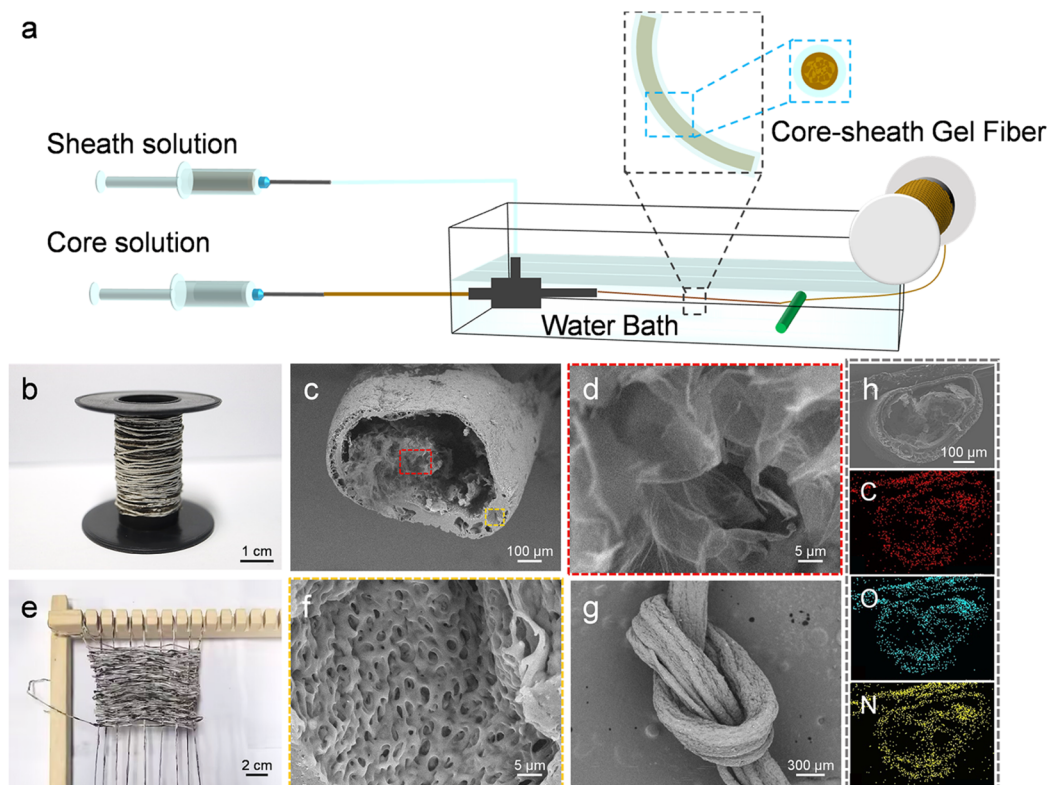 a
Sheath solution
Core solution
Core-sheath Gel Fiber
Water Bath
b
1 cm
c
100 µm
d
5 µm
h
100 µm
C
O
N
e
2 cm
f
5 µm
g
300 µm